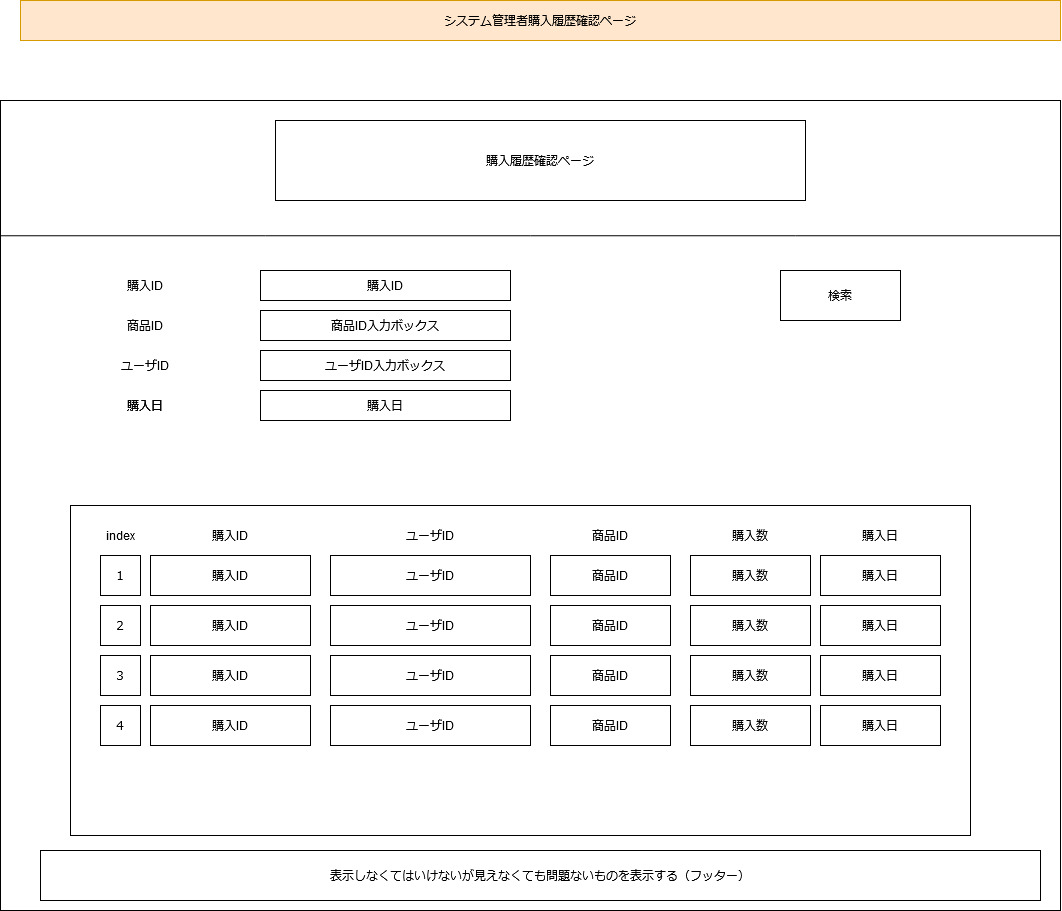 システム管理者購入履歴確認ページ
購入履歴確認ページ
購入ID 購入ID 検索
商品ID 商品ID入力ボックス
ユーザID ユーザID入力ボックス
購入日 購入日
index 購入ID ユーザID 商品ID 購入数 購入日
1 購入ID ユーザID 商品ID 購入数 購入日
2 購入ID ユーザID 商品ID 購入数 購入日
3 購入ID ユーザID 商品ID 購入数 購入日
4 購入ID ユーザID 商品ID 購入数 購入日
表示しなくてはいけないが見えなくても問題ないものを表示する（フッター）